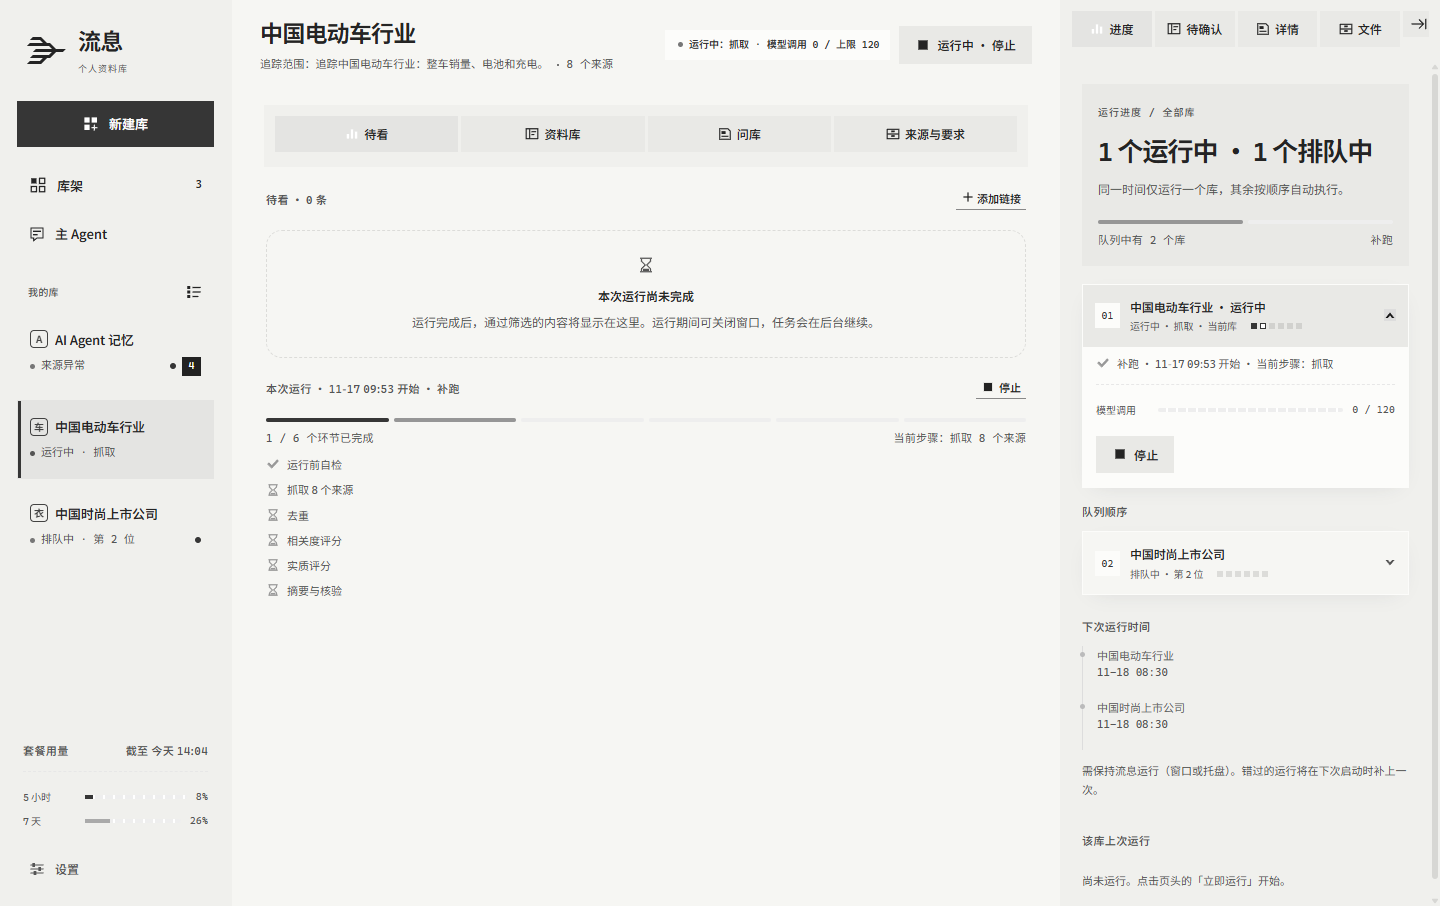 流息
个人资料库
新建库
库架 3
主 Agent
我的库
A AI Agent 记忆
来源异常 4
车 中国电动车行业
运行中 · 抓取
衣 中国时尚上市公司
排队中 · 第 2 位
套餐用量 截至 今天 14:04
5 小时 8%
7 天 26%
设置
中国电动车行业
追踪范围：追踪中国电动车行业：整车销量、电池和充电。 · 8 个来源
运行中：抓取 · 模型调用 0 / 上限 120
运行中 · 停止
待看 资料库 问库 来源与要求
待看 · 0 条
添加链接
本次运行尚未完成
运行完成后，通过筛选的内容将显示在这里。运行期间可关闭窗口，任务会在后台继续。
本次运行 · 11-17 09:53 开始 · 补跑
停止
1 / 6 个环节已完成 当前步骤：抓取 8 个来源
运行前自检
抓取 8 个来源
去重
相关度评分
实质评分
摘要与核验
进度 待确认 详情 文件
运行进度 / 全部库
1 个运行中 · 1 个排队中
同一时间仅运行一个库，其余按顺序自动执行。
队列中有 2 个库 补跑
01 中国电动车行业 · 运行中
运行中 · 抓取 · 当前库
补跑 · 11-17 09:53 开始 · 当前步骤：抓取
模型调用 0 / 120
停止
队列顺序
02 中国时尚上市公司
排队中 · 第 2 位
下次运行时间
中国电动车行业
11-18 08:30
中国时尚上市公司
11-18 08:30
需保持流息运行（窗口或托盘）。错过的运行将在下次启动时补上一
次。
该库上次运行
尚未运行。点击页头的「立即运行」开始。